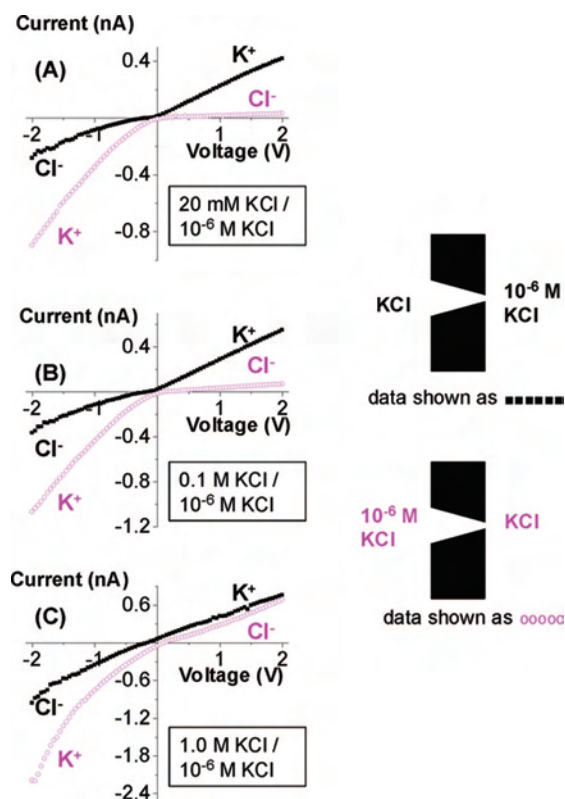 Current (nA)
(A)
0.4
K⁺
Cl⁻
-2
-1
0
1
2
Voltage (V)
Cl⁻
-0.4
K⁺
-0.8
20 mM KCl /
10⁻⁶ M KCl
Current (nA)
(B)
0.4
K⁺
Cl⁻
-2
-1
0
1
2
Voltage (V)
Cl⁻
-0.4
K⁺
-0.8
-1.2
0.1 M KCl /
10⁻⁶ M KCl
Current (nA)
(C)
0.6
K⁺
Cl⁻
-2
-1
0
1
2
Voltage (V)
Cl⁻
-0.6
-1.2
K⁺
-1.8
-2.4
1.0 M KCl /
10⁻⁶ M KCl
KCl
10⁻⁶ M
KCl
data shown as
10⁻⁶ M
KCl
KCl
data shown as